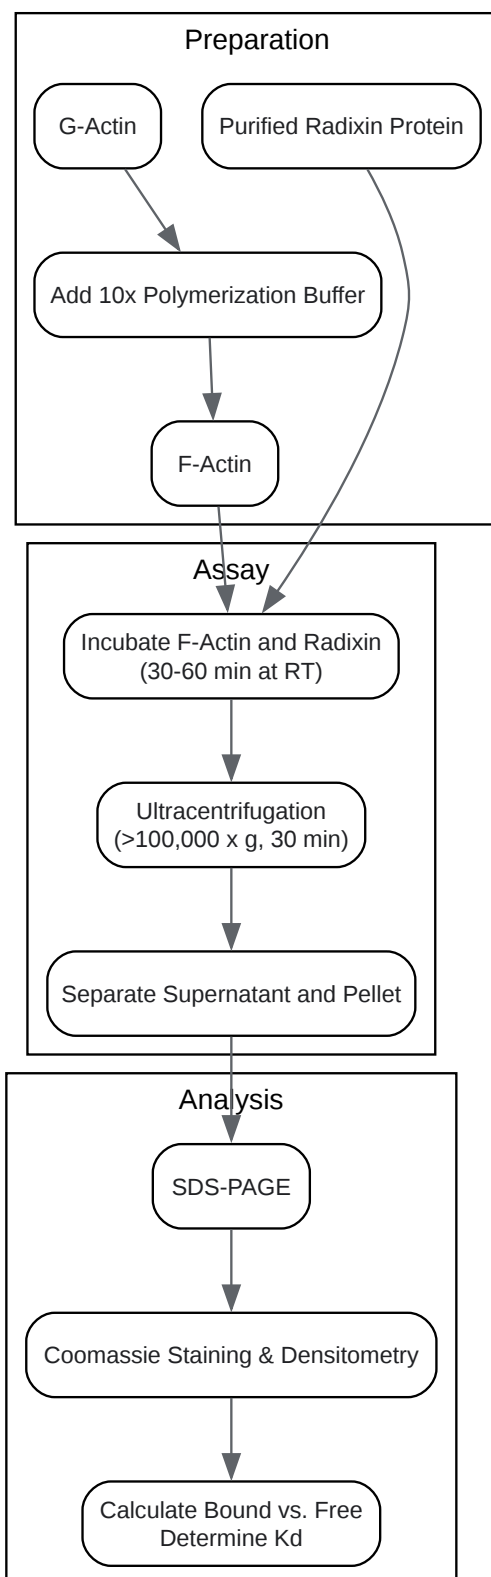 Preparation
G-Actin
Purified Radixin Protein
Add 10x Polymerization Buffer
F-Actin
Assay
Incubate F-Actin and Radixin
(30-60 min at RT)
Ultracentrifugation
(>100,000 x g, 30 min)
Separate Supernatant and Pellet
Analysis
SDS-PAGE
Coomassie Staining & Densitometry
Calculate Bound vs. Free
Determine Kd